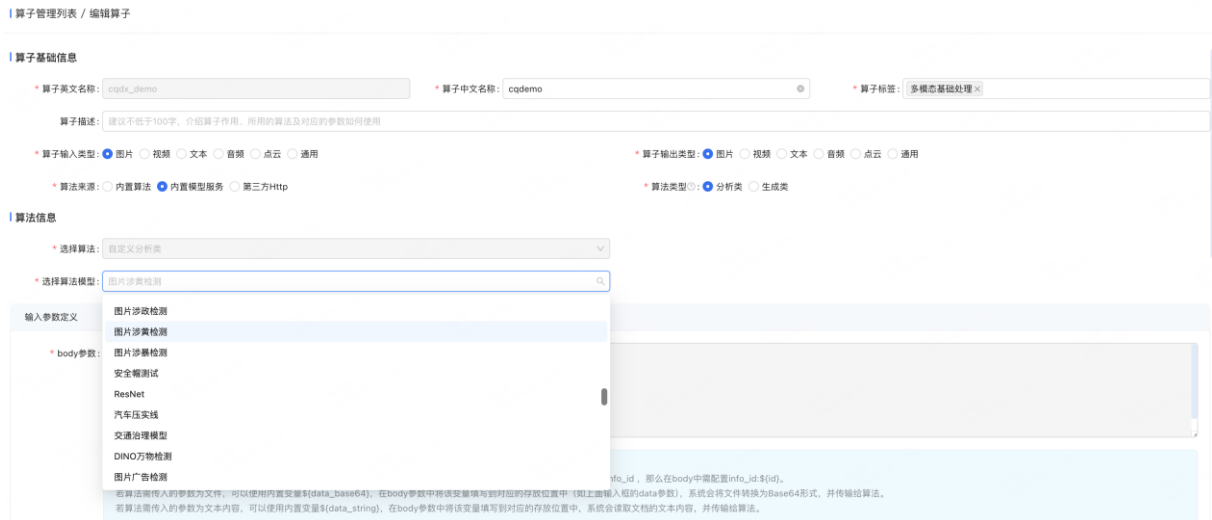 算子管理列表 / 编辑算子
算子基础信息
* 算子英文名称: cqdx_demo * 算子中文名称: cqdemo * 算子标签: 多模态基础处理 ×
算子描述: 建议不低于100字，介绍算子作用、所用的算法及对应的参数如何使用
* 算子输入类型: 图片 视频 文本 音频 点云 通用 * 算子输出类型: 图片 视频 文本 音频 点云 通用
* 算法来源: 内置算法 内置模型服务 第三方Http * 算法类型: 分析类 生成类
算法信息
* 选择算法: 自定义分析类
* 选择算法模型: 图片涉黄检测
图片涉政检测
输入参数定义
图片涉黄检测
* body参数: 图片涉暴检测
安全帽测试
ResNet
汽车压实线
交通治理模型
DINO万物检测
图片广告检测
nfo_id ，那么在body中需配置info_id:${id}。
若算法需传入的参数为文件，可以使用内置变量${data_base64}，在body参数中将该变量填写到对应的存放位置中（如上面输入框的data参数），系统会将文件转换为Base64形式，并传输给算法。
若算法需传入的参数为文本内容，可以使用内置变量${data_string}，在body参数中将该变量填写到对应的存放位置中，系统会读取文档的文本内容，并传输给算法。